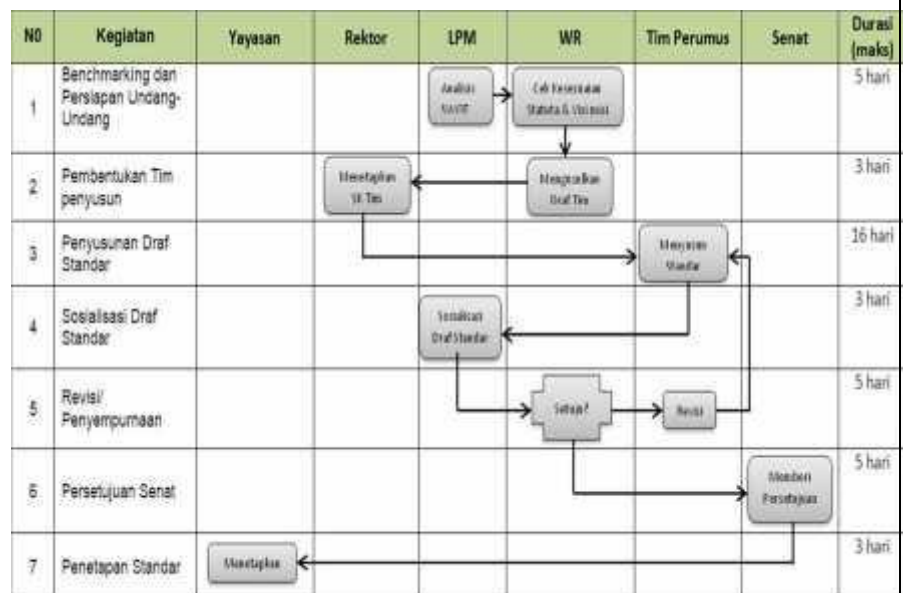 N0 Kegiatan Yayasan Rektor LPM WR Tim Perumus Senat Durasi
(maks)
1
Benchmarking dan
Persiapan Undang-
Undang
Analisis
SWOT
Cek Kesesuaian
Statuta & Visi misi
5 hari
2
Pembentukan Tim
penyusun
Menetapkan
SK Tim
Mengusulkan
Draf Tim
3 hari
3
Penyusunan Draf
Standar
Menyusun
Standar
16 hari
4
Sosialisasi Draf
Standar
Sosialisasi
Draf Standar
3 hari
5
Revisi/
Penyempurnaan
Setuju?
Revisi
5 hari
6
Persetujuan Senat
Memberi
Persetujuan
5 hari
7
Penetapan Standar
Menetapkan
3 hari